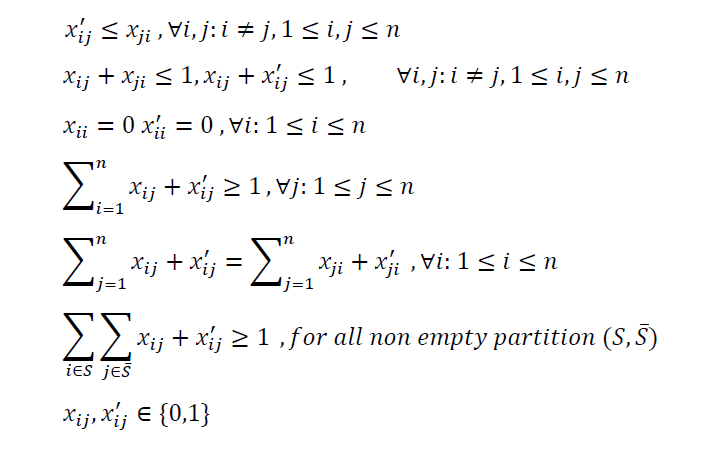 x′ᵢⱼ ≤ xⱼᵢ , ∀i, j: i ≠ j, 1 ≤ i, j ≤ n
xᵢⱼ + xⱼᵢ ≤ 1, xᵢⱼ + x′ᵢⱼ ≤ 1 , ∀i, j: i ≠ j, 1 ≤ i, j ≤ n
xᵢᵢ = 0 x′ᵢᵢ = 0 , ∀i: 1 ≤ i ≤ n
∑ⁿᵢ₌₁ xᵢⱼ + x′ᵢⱼ ≥ 1, ∀j: 1 ≤ j ≤ n
∑ⁿⱼ₌₁ xᵢⱼ + x′ᵢⱼ = ∑ⁿⱼ₌₁ xⱼᵢ + x′ⱼᵢ , ∀i: 1 ≤ i ≤ n
∑_{i∈S} ∑_{j∈S̄} xᵢⱼ + x′ᵢⱼ ≥ 1 , for all non empty partition (S, S̄)
xᵢⱼ, x′ᵢⱼ ∈ {0,1}